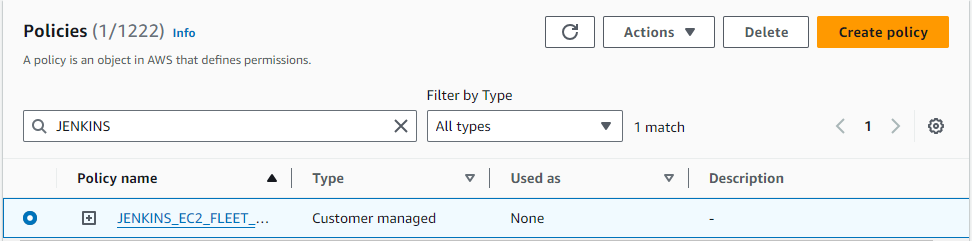 Policies (1/1222) Info
Actions
Delete
Create policy
A policy is an object in AWS that defines permissions.
Filter by Type
JENKINS
All types
1 match
1
Policy name Type Used as Description
JENKINS_EC2_FLEET_... Customer managed None -